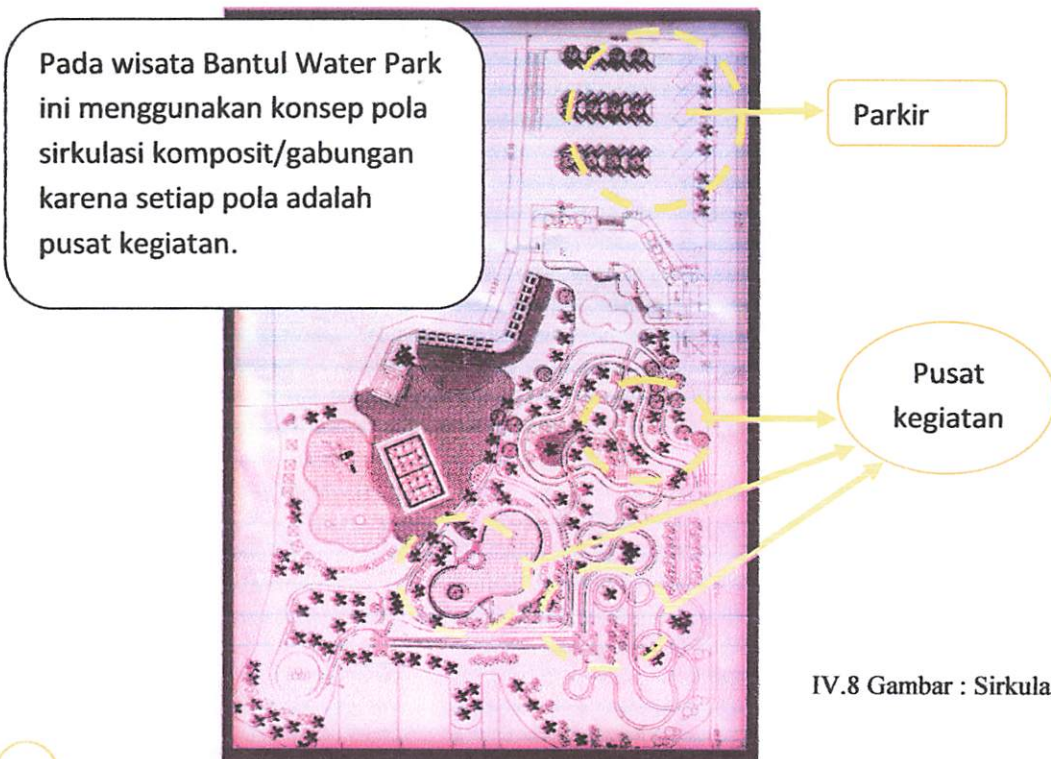 Pada wisata Bantul Water Park
ini menggunakan konsep pola
sirkulasi komposit/gabungan
karena setiap pola adalah
pusat kegiatan.
Parkir
Pusat
kegiatan
IV.8 Gambar : Sirkula